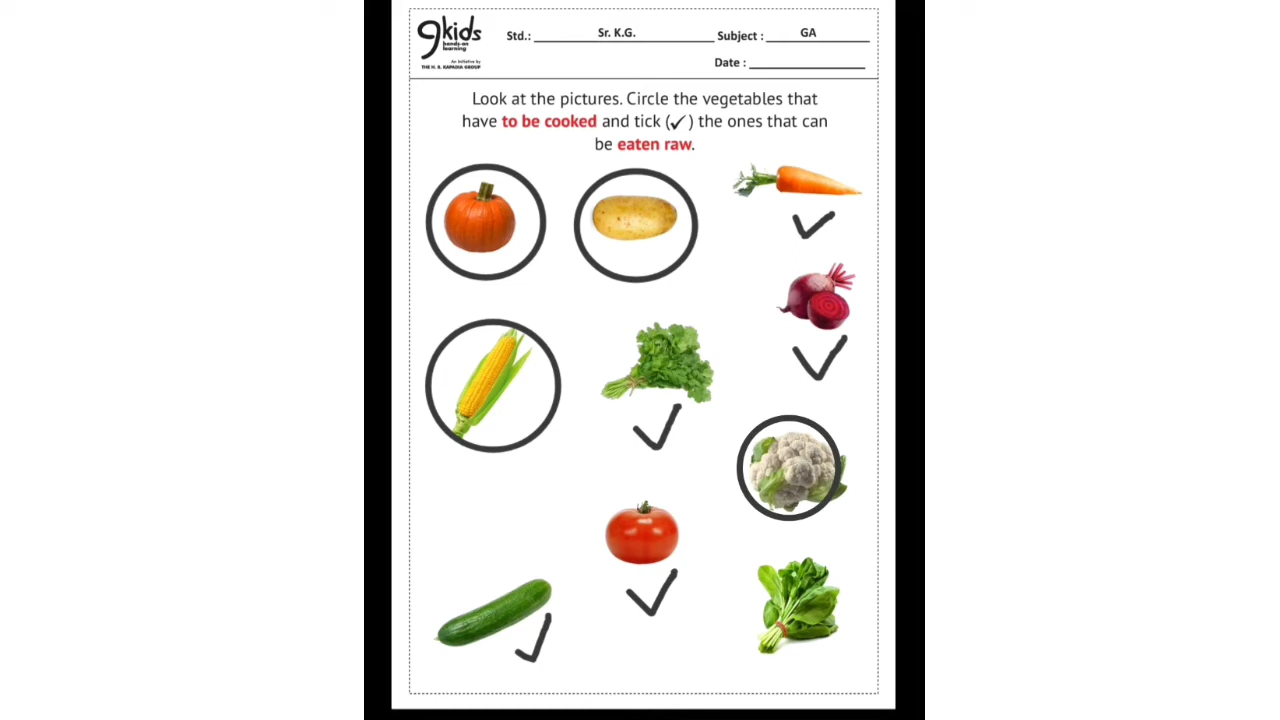 9kids
hands-on
learning
An Initiative by
THE H. B. KAPADIA GROUP
Std.: Sr. K.G. Subject : GA
Date :
Look at the pictures. Circle the vegetables that
have to be cooked and tick (✓) the ones that can
be eaten raw.